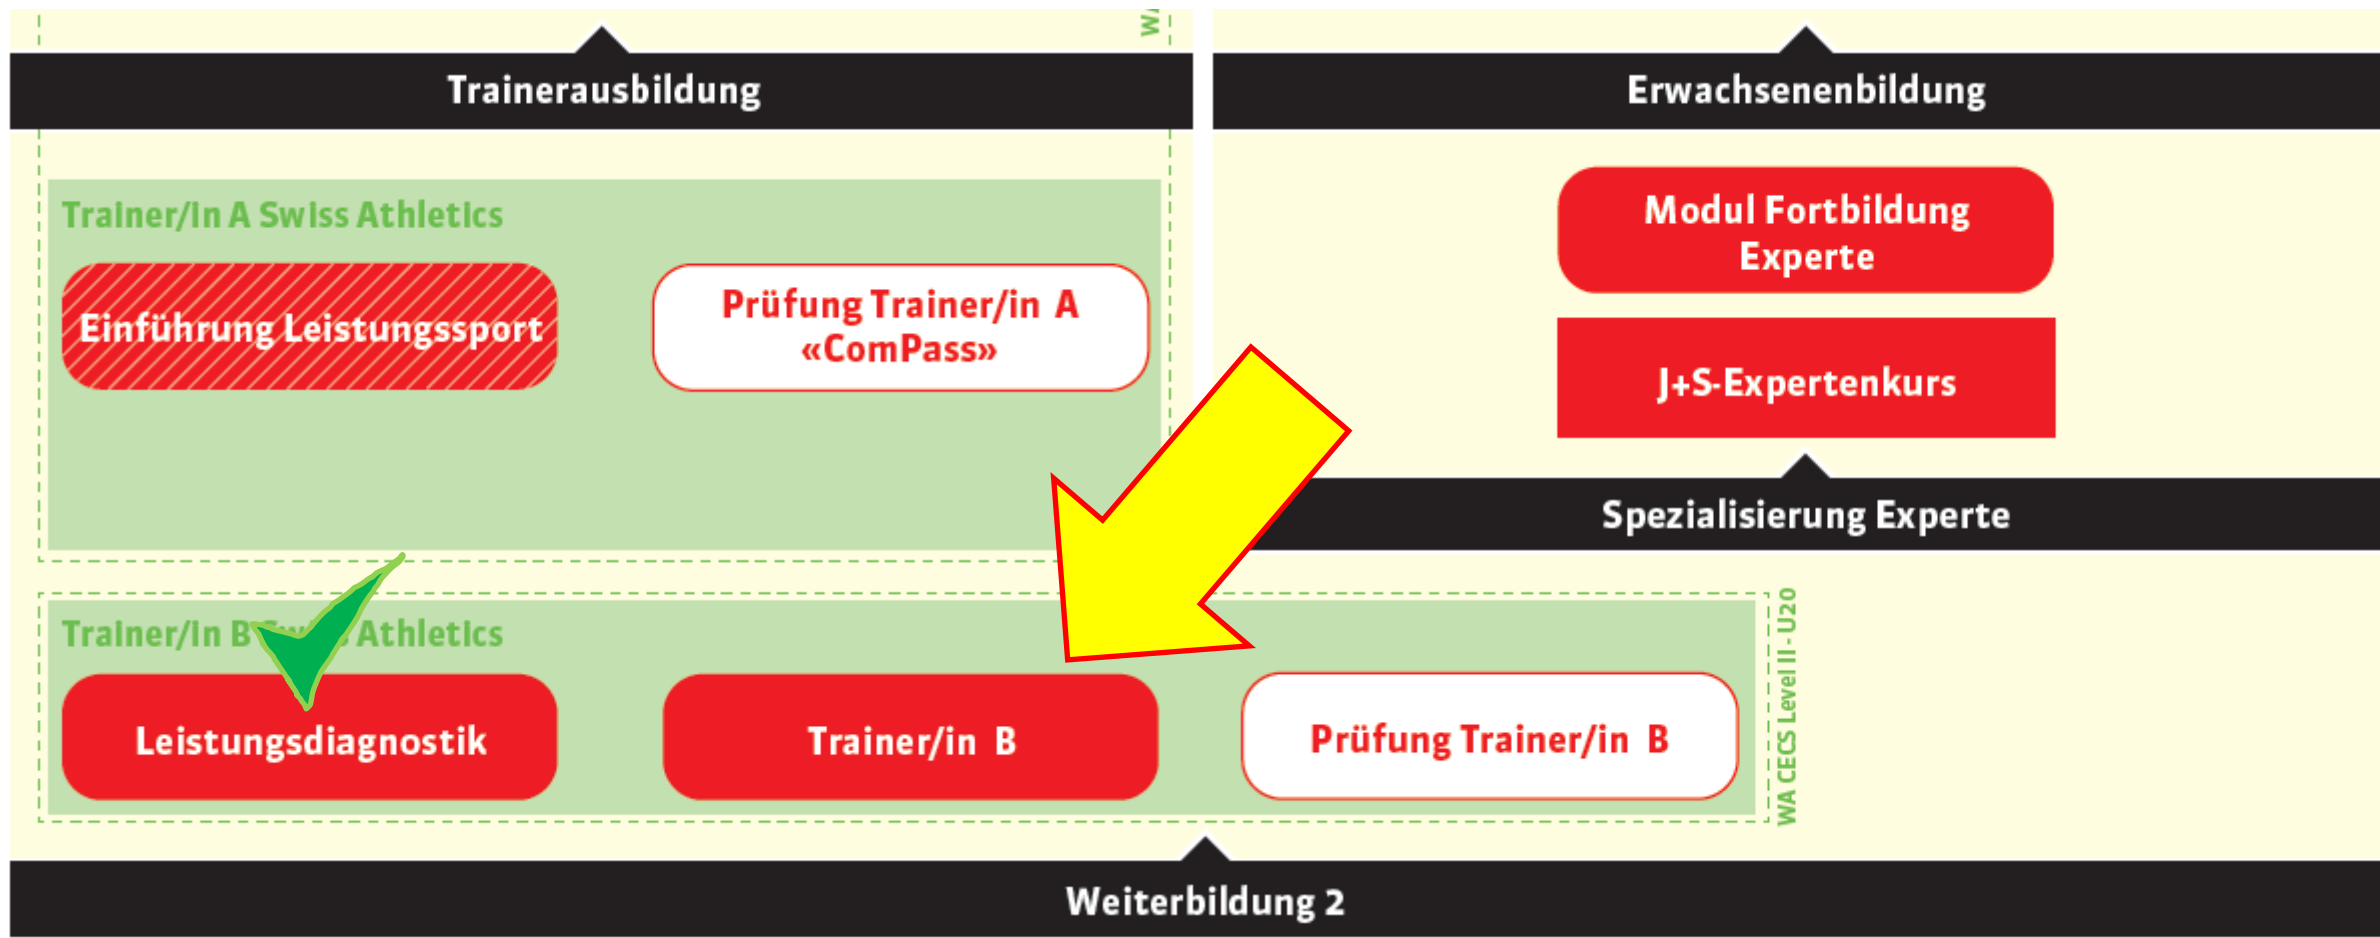 Trainerausbildung
Erwachsenenbildung
Trainer/in A Swiss Athletics
Einführung Leistungssport
Prüfung Trainer/in A
«ComPass»
Modul Fortbildung
Experte
J+S-Expertenkurs
Spezialisierung Experte
Trainer/in B Athletics
Leistungsdiagnostik
Trainer/in B
Prüfung Trainer/in B
WA CECS Level II - U20
Weiterbildung 2